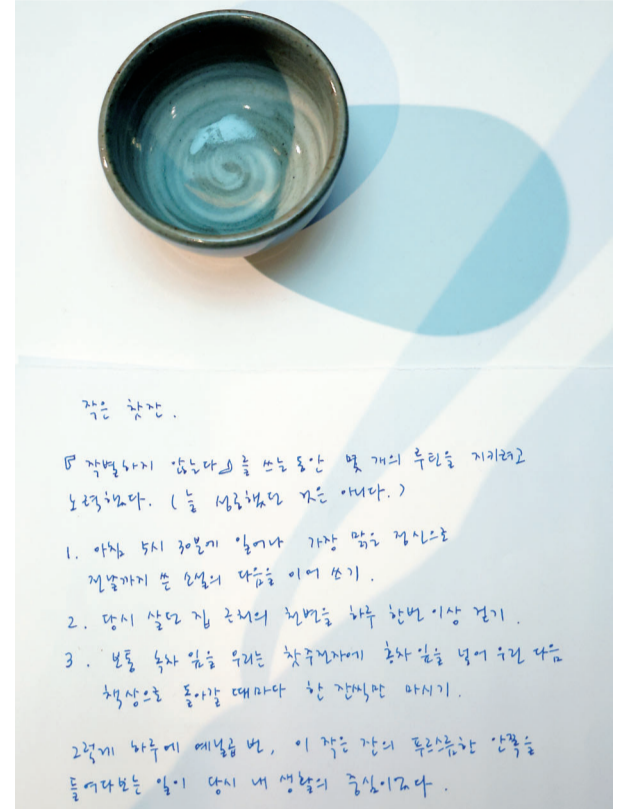 작은 찻잔.
『작별하지 않는다』를 쓰는 동안 몇 개의 루틴을 지키려고
노력했다. (늘 성공했던 것은 아니다.)
1. 아침 5시 30분에 일어나 가장 맑은 정신으로
전날까지 쓴 소설의 다음을 이어 쓰기.
2. 당시 살던 집 근처의 천변을 하루 한번 이상 걷기.
3. 보통 녹차 잎을 우리는 찻주전자에 홍차 잎을 넣어 우린 다음
책상으로 돌아갈 때마다 한 잔씩만 마시기.
그렇게 하루에 예닐곱 번, 이 작은 잔의 푸르스름한 안쪽을
들여다보는 일이 당시 내 생활의 중심이었다.